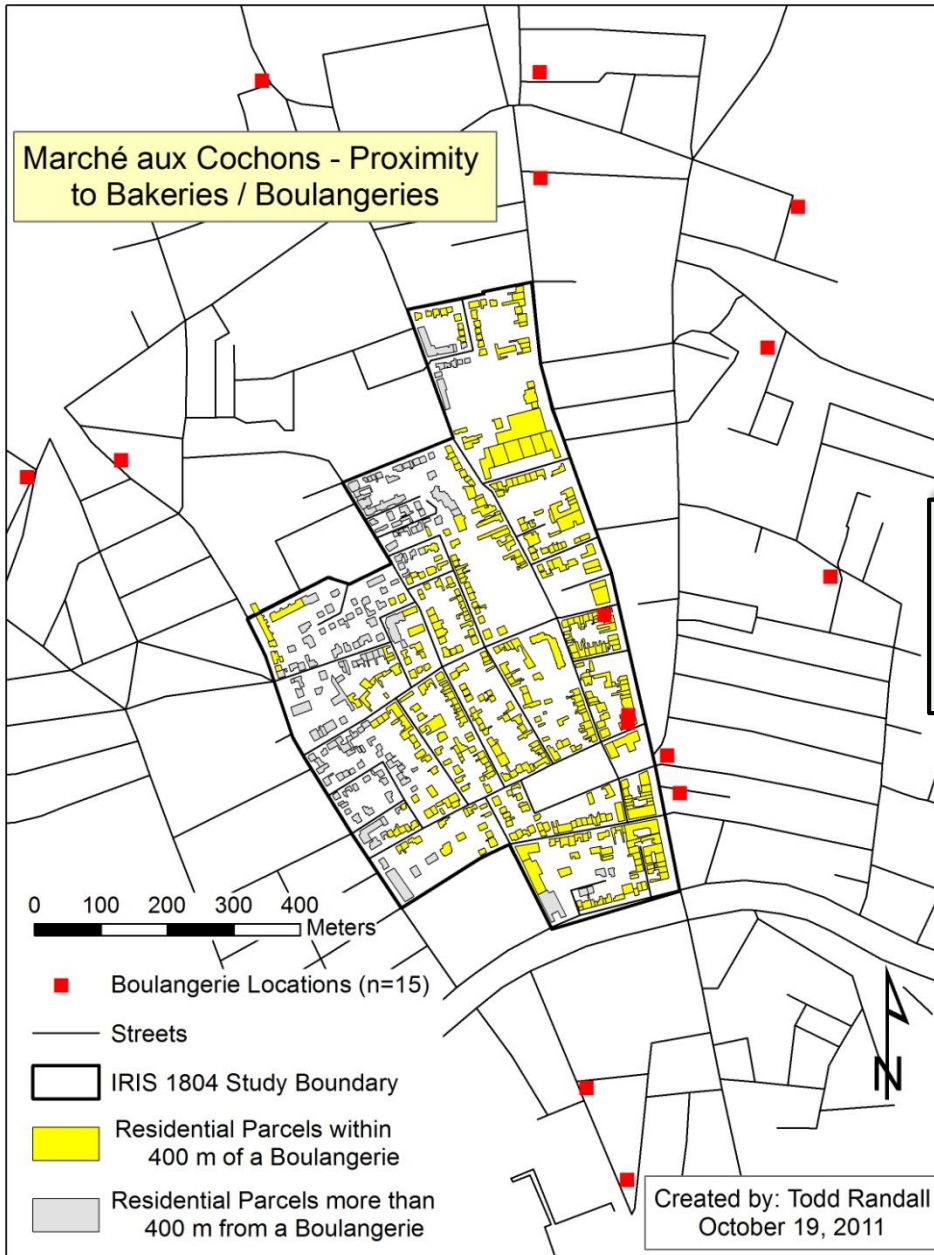 Marché aux Cochons - Proximity
to Bakeries / Boulangeries
0 100 200 300 400
Meters
Boulangerie Locations (n=15)
Streets
IRIS 1804 Study Boundary
Residential Parcels within
400 m of a Boulangerie
Residential Parcels more than
400 m from a Boulangerie
N
Created by: Todd Randall
October 19, 2011